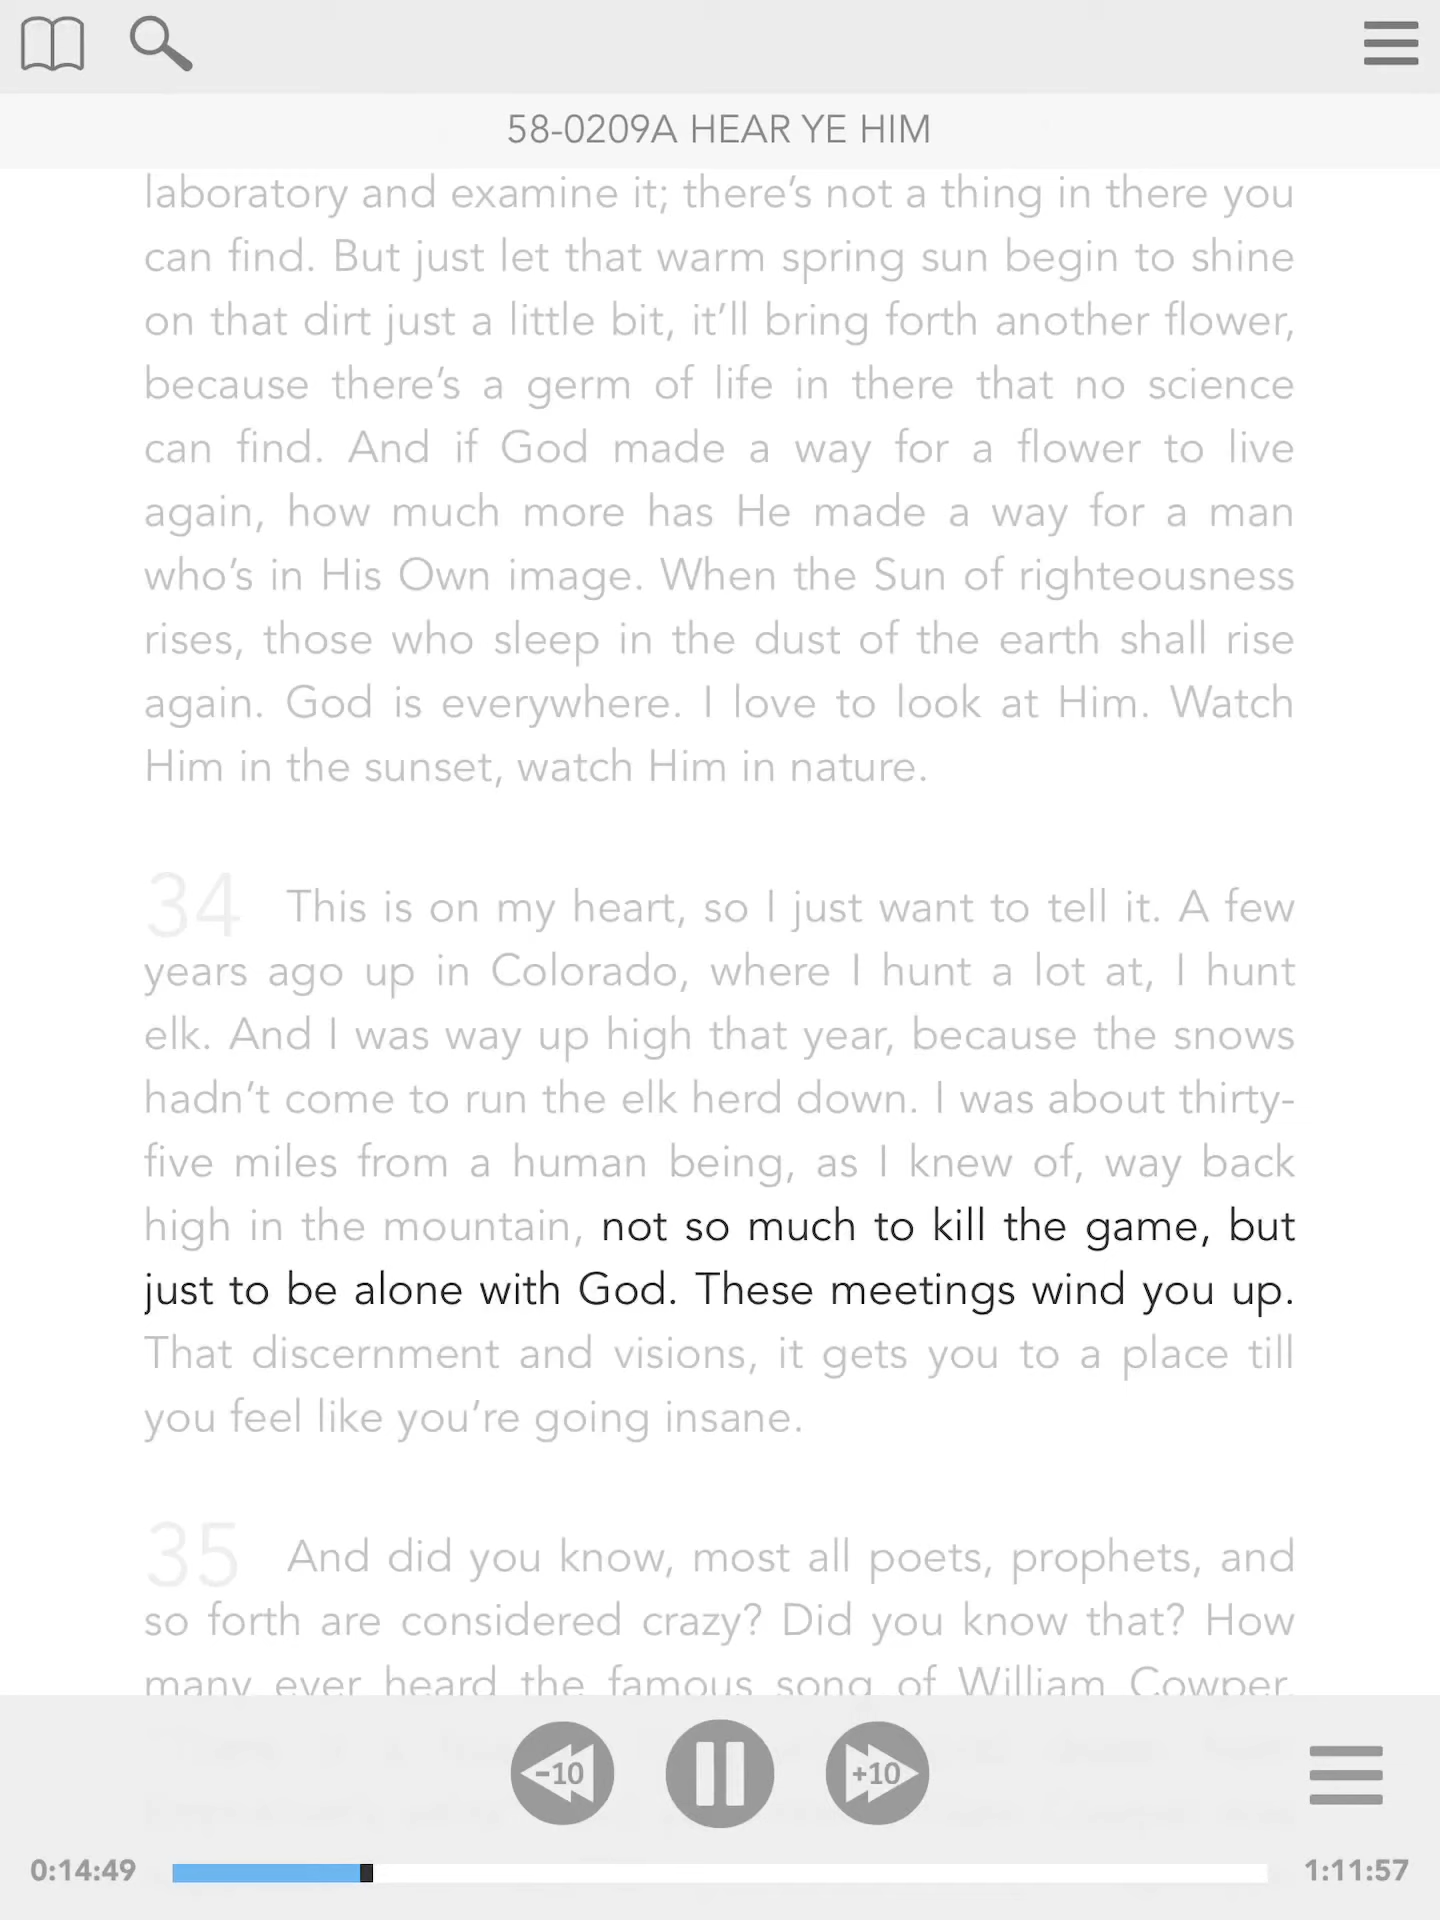 58-0209A HEAR YE HIM
laboratory and examine it; there's not a thing in there you
can find. But just let that warm spring sun begin to shine
on that dirt just a little bit, it'll bring forth another flower,
because there's a germ of life in there that no science
can find. And if God made a way for a flower to live
again, how much more has He made a way for a man
who's in His Own image. When the Sun of righteousness
rises, those who sleep in the dust of the earth shall rise
again. God is everywhere. I love to look at Him. Watch
Him in the sunset, watch Him in nature.
34 This is on my heart, so I just want to tell it. A few
years ago up in Colorado, where I hunt a lot at, I hunt
elk. And I was way up high that year, because the snows
hadn't come to run the elk herd down. I was about thirty-
five miles from a human being, as I knew of, way back
high in the mountain, not so much to kill the game, but
just to be alone with God. These meetings wind you up.
That discernment and visions, it gets you to a place till
you feel like you're going insane.
35 And did you know, most all poets, prophets, and
so forth are considered crazy? Did you know that? How
many ever heard the famous song of William Cowper,
-10 +10
0:14:49 1:11:57